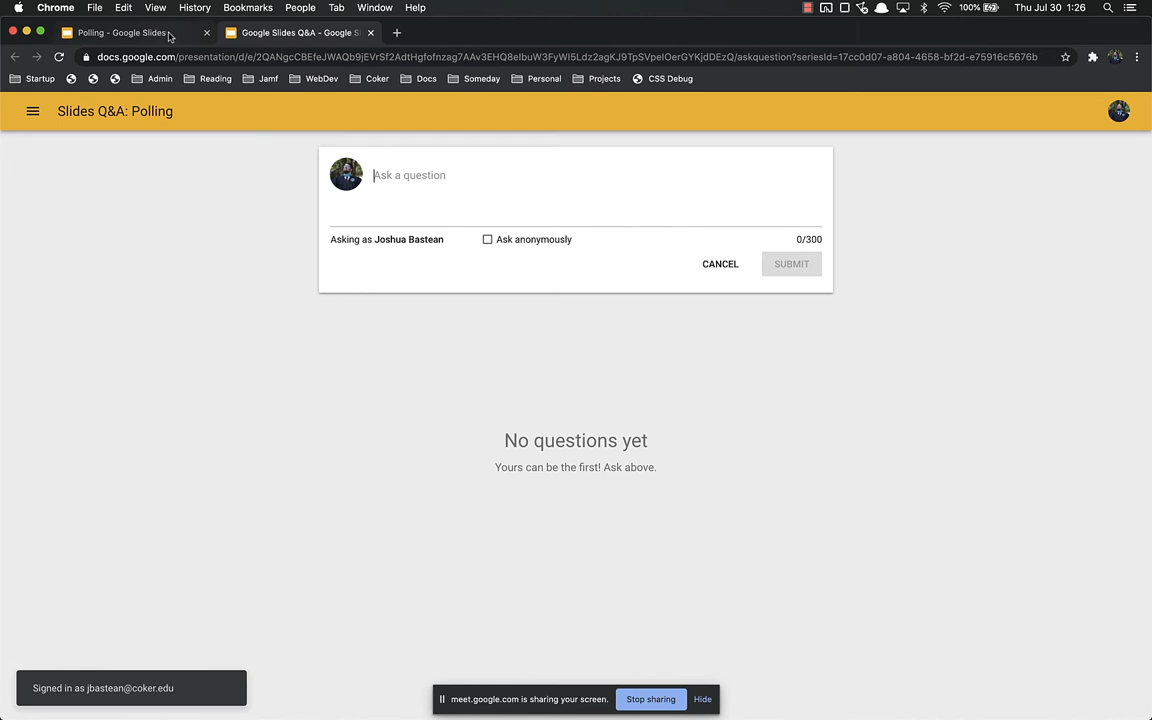 Chrome File Edit View History Bookmarks People Tab Window Help 100% Thu Jul 30 1:26
Polling - Google Slides Google Slides Q&A - Google S
docs.google.com/presentation/d/e/2QANgcCBEfeJWAQb9jEVrSf2AdtHgfofnzag7AAv3EHQ8eIbuW3FyWI5Ldz2agKJ9TpSVpelOerGYKjdDEzQ/askquestion?seriesId=17cc0d07-a804-4658-bf2d-e75916c5676b
Startup Admin Reading Jamf WebDev Coker Docs Someday Personal Projects CSS Debug
Slides Q&A: Polling
Ask a question
Asking as Joshua Bastean Ask anonymously 0/300
CANCEL SUBMIT
No questions yet
Yours can be the first! Ask above.
Signed in as jbastean@coker.edu
meet.google.com is sharing your screen. Stop sharing Hide